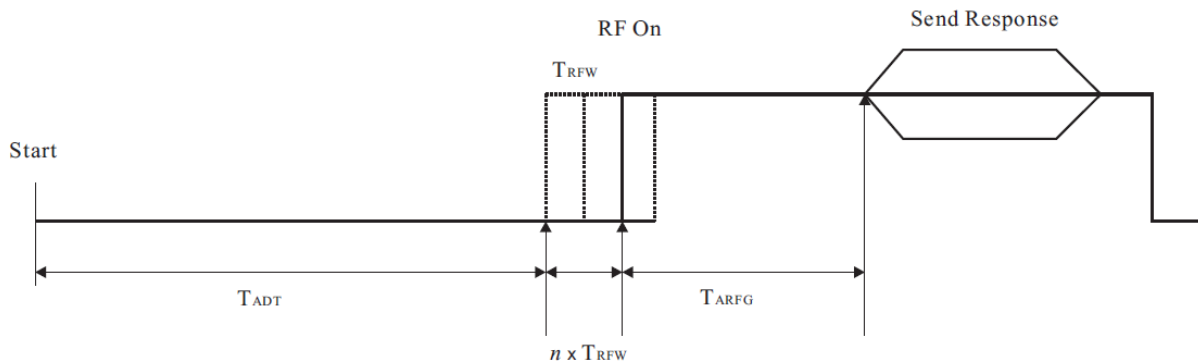 Send Response
RF On
TRFW
Start
TADT
TARFG
n x TRFW